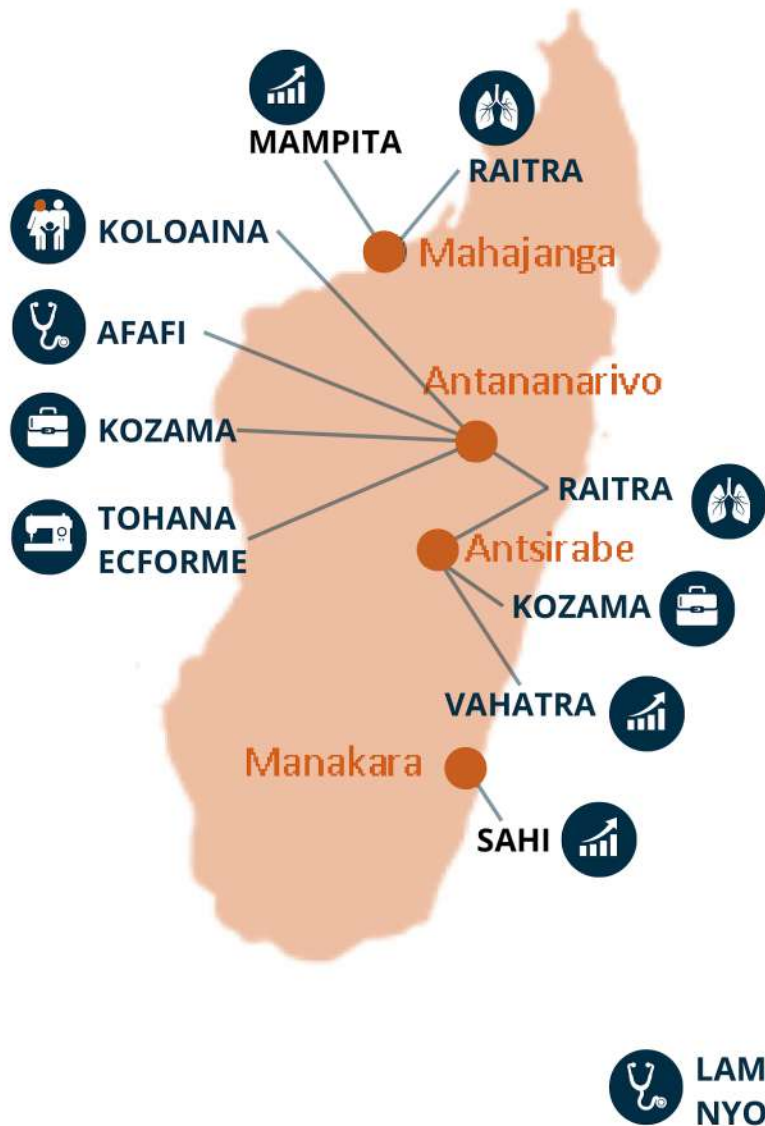 MAMPITA
RAITRA
KOLOAINA
Mahajanga
AFAFI
Antananarivo
KOZAMA
RAITRA
TOHANA
ECFORME
Antsirabe
KOZAMA
VAHATRA
Manakara
SAHI
LAM
NYO